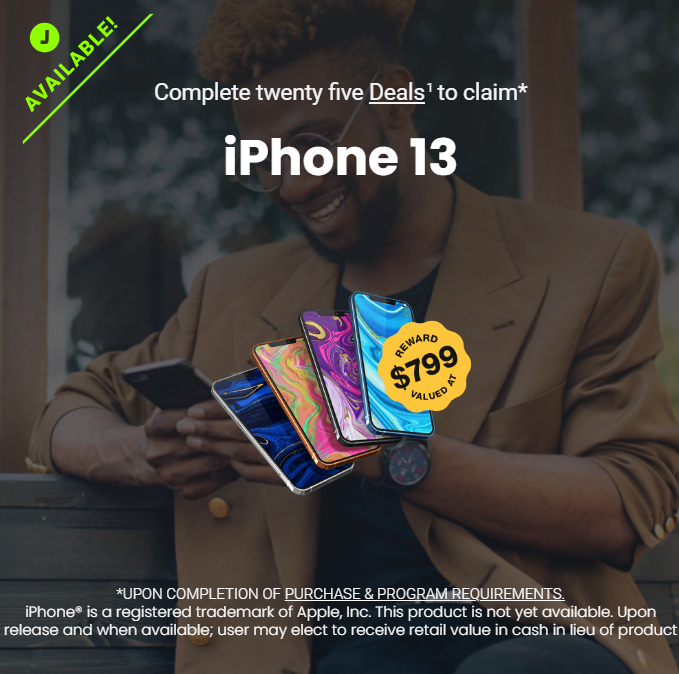 J
AVAILABLE!
Complete twenty five Deals¹ to claim*
iPhone 13
REWARD
$799
VALUED AT
*UPON COMPLETION OF PURCHASE & PROGRAM REQUIREMENTS.
iPhone® is a registered trademark of Apple, Inc. This product is not yet available. Upon
release and when available; user may elect to receive retail value in cash in lieu of product